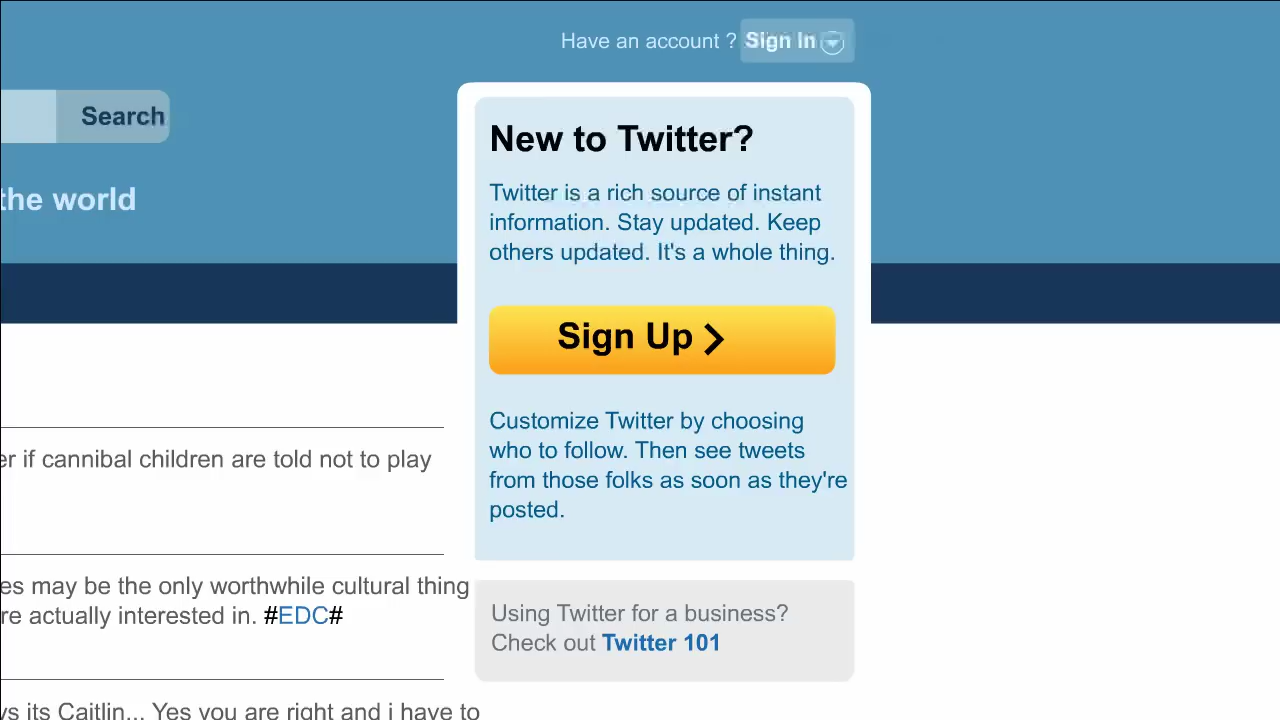 Have an account ? Sign In
Search
the world
New to Twitter?
Twitter is a rich source of instant
information. Stay updated. Keep
others updated. It's a whole thing.
Sign Up
Customize Twitter by choosing
who to follow. Then see tweets
from those folks as soon as they're
posted.
er if cannibal children are told not to play
es may be the only worthwhile cultural thing
re actually interested in. #EDC#
Using Twitter for a business?
Check out Twitter 101
ys its Caitlin... Yes you are right and i have to